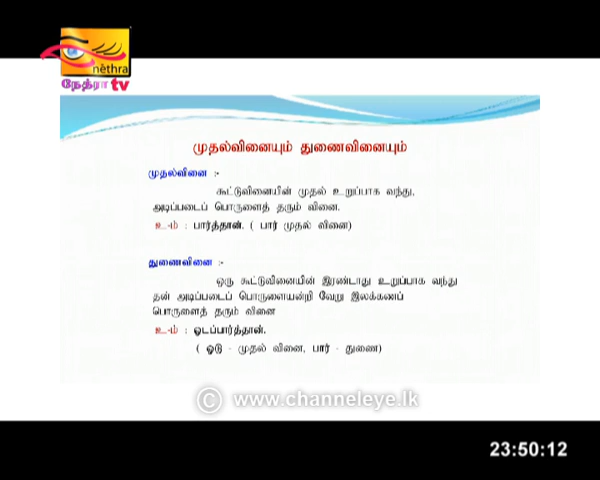 nēthra
நேத்ரா tv
முதல்வினையும் துணைவினையும்
முதல்வினை :-
கூட்டுவினையின் முதல் உறுப்பாக வந்து,
அடிப்படைப் பொருளைத் தரும் வினை.
உ-ம் : பார்த்தான். ( பார் முதல் வினை)
துணைவினை :-
ஒரு கூட்டுவினையின் இரண்டாது உறுப்பாக வந்து
தன் அடிப்படைப் பொருளையன்றி வேறு இலக்கணப்
பொருளைத் தரும் வினை
உ-ம் : ஓடப்பார்த்தான்.
( ஓடு - முதல் வினை, பார் - துணை)
© www.channeleye.lk
23:50:12